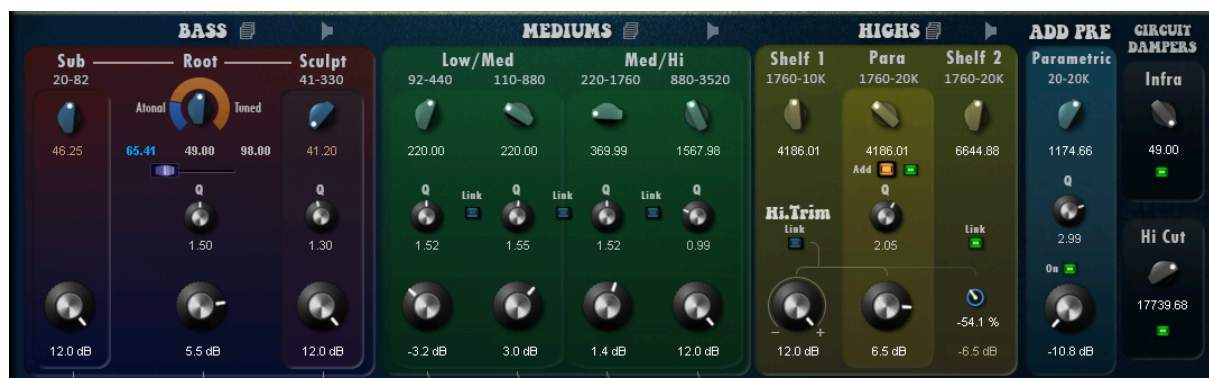 BASS MEDIUMS HIGHS ADD PRE CIRCUIT
DAMPERS
Sub Root Sculpt Low/Med Med/Hi Shelf 1 Para Shelf 2 Parametric
20-82 41-330 92-440 110-880 220-1760 880-3520 1760-10K 1760-20K 1760-20K 20-20K Infra
Atonal Tuned
46.25 65.41 49.00 98.00 41.20 220.00 220.00 369.99 1567.98 4186.01 4186.01 6644.88 1174.66 49.00
Add
Q Q Q Q Q Q Q Q
Link Link Link
Hi.Trim
Link Link
1.50 1.30 1.52 1.55 1.52 0.99 2.05 2.99 Hi Cut
On
17739.68
-54.1 %
- +
12.0 dB 5.5 dB 12.0 dB -3.2 dB 3.0 dB 1.4 dB 12.0 dB 12.0 dB 6.5 dB -6.5 dB -10.8 dB